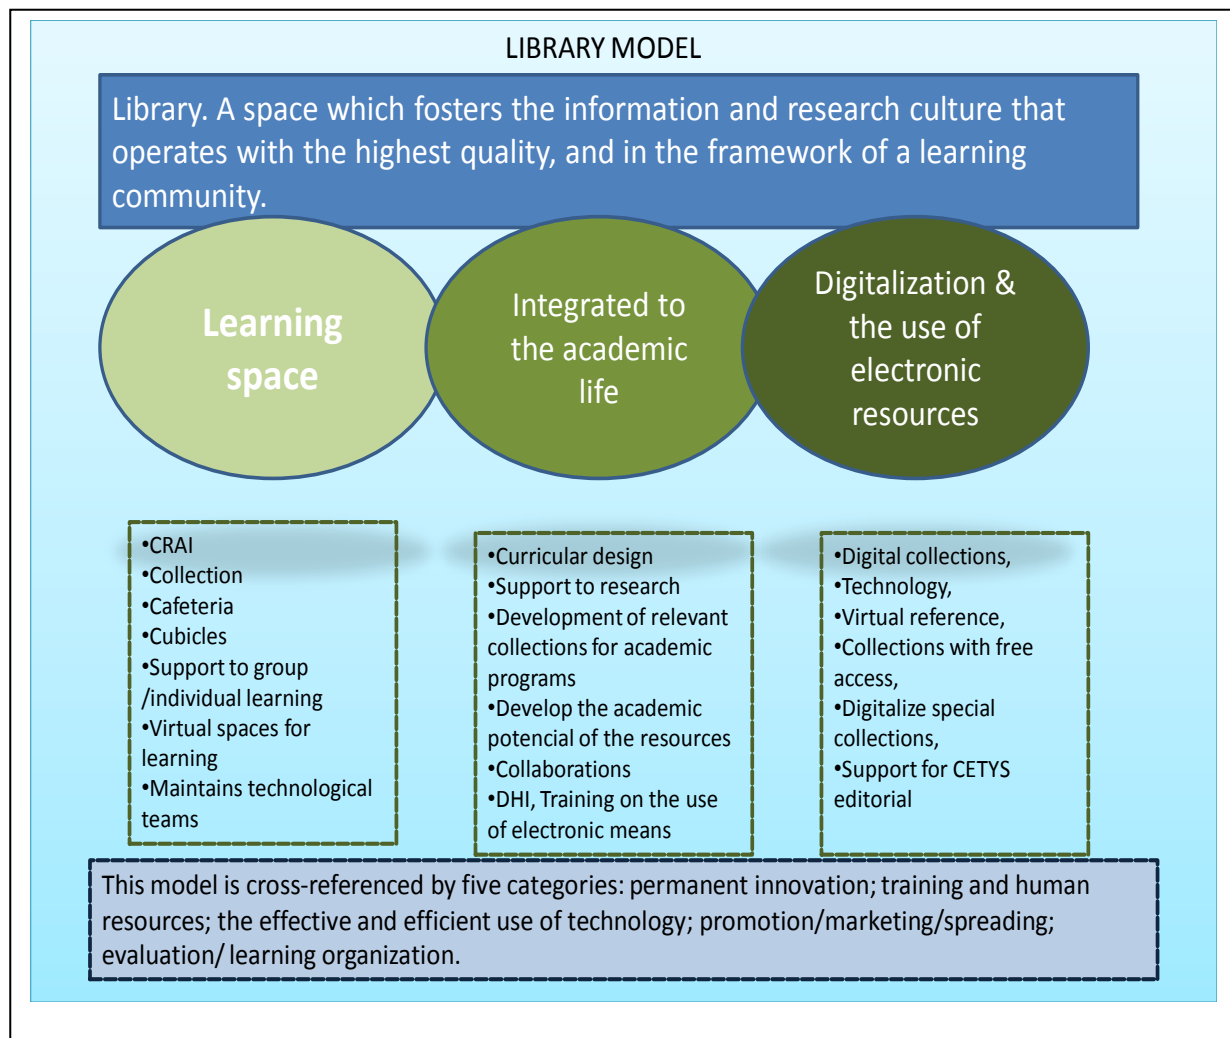 LIBRARY MODEL
Library. A space which fosters the information and research culture that
operates with the highest quality, and in the framework of a learning
community.
Learning
space
Integrated to
the academic
life
Digitalization &
the use of
electronic
resources
•CRAI
•Collection
•Cafeteria
•Cubicles
•Support to group
/individual learning
•Virtual spaces for
learning
•Maintains technological
teams
•Curricular design
•Support to research
•Development of relevant
collections for academic
programs
•Develop the academic
potencial of the resources
•Collaborations
•DHI, Training on the use
of electronic means
•Digital collections,
•Technology,
•Virtual reference,
•Collections with free
access,
•Digitalize special
collections,
•Support for CETYS
editorial
This model is cross-referenced by five categories: permanent innovation; training and human
resources; the effective and efficient use of technology; promotion/marketing/spreading;
evaluation/ learning organization.